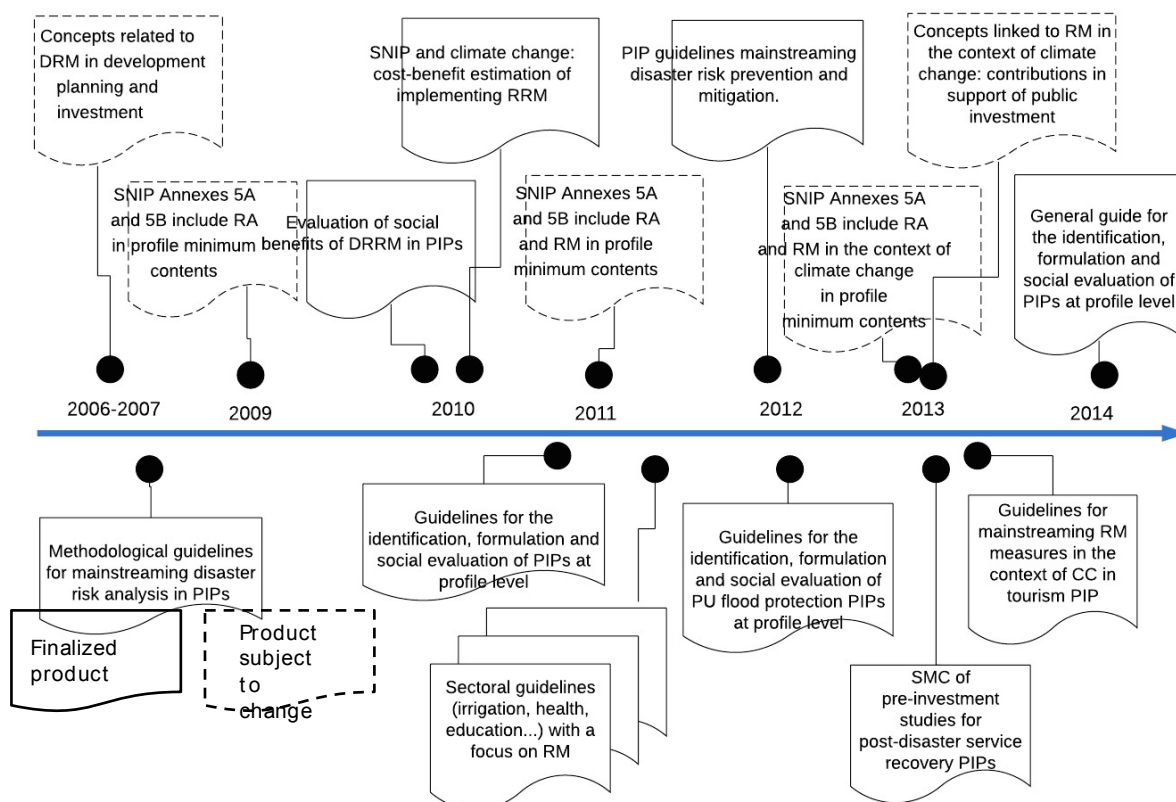 Concepts related to
DRM in development
planning and
investment
SNIP and climate change:
cost-benefit estimation of
implementing RRM
PIP guidelines mainstreaming
disaster risk prevention and
mitigation.
Concepts linked to RM in
the context of climate
change: contributions in
support of public
investment
SNIP Annexes 5A
and 5B include RA
in profile minimum
contents
Evaluation of social
benefits of DRRM in PIPs
SNIP Annexes 5A
and 5B include RA
and RM in profile
minimum contents
SNIP Annexes 5A
and 5B include RA
and RM in the context of
climate change
in profile
minimum contents
General guide for
the identification,
formulation and
social evaluation of
PIPs at profile level
2006-2007
2009
2010
2011
2012
2013
2014
Methodological guidelines
for mainstreaming disaster
risk analysis in PIPs
Guidelines for the
identification, formulation and
social evaluation of PIPs at
profile level
Sectoral guidelines
(irrigation, health,
education...) with a
focus on RM
Guidelines for the
identification, formulation
and social evaluation of
PU flood protection PIPs
at profile level
SMC of
pre-investment
studies for
post-disaster service
recovery PIPs
Guidelines for
mainstreaming RM
measures in the
context of CC in
tourism PIP
Finalized
product
Product
subject
to
change